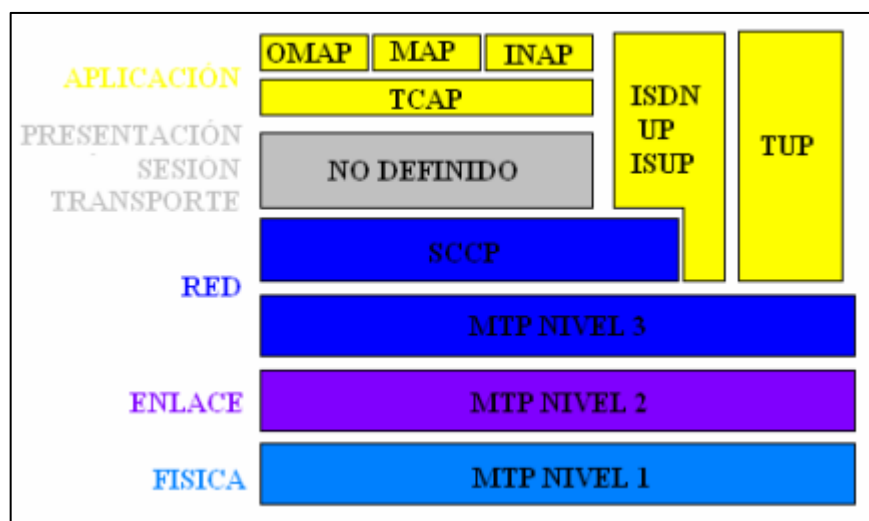 OMAP MAP INAP
APLICACIÓN
TCAP
ISDN
UP
ISUP
TUP
PRESENTACIÓN
SESIÓN
TRANSPORTE
NO DEFINIDO
SCCP
RED
MTP NIVEL 3
ENLACE
MTP NIVEL 2
FISICA
MTP NIVEL 1